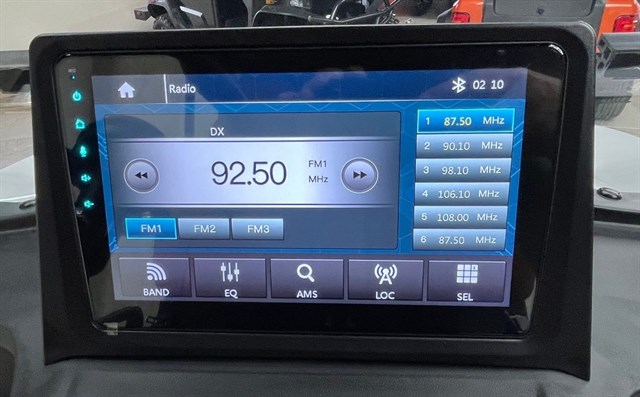 Radio 02 10
DX
92.50 FM1
MHz
FM1 FM2 FM3
1 87.50 MHz
2 90.10 MHz
3 98.10 MHz
4 106.10 MHz
5 108.00 MHz
6 87.50 MHz
BAND EQ AMS LOC SEL